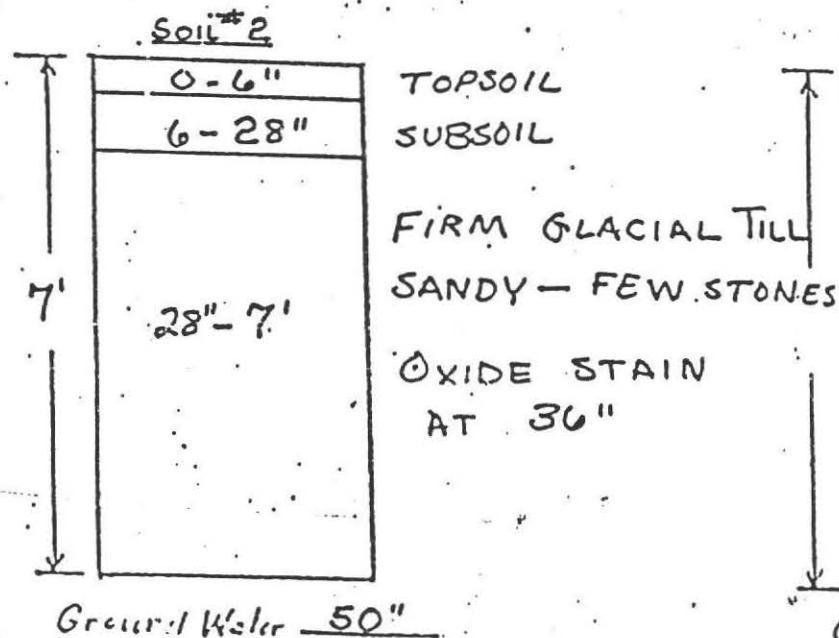 Soil #2
0-6" TOPSOIL
6-28" SUBSOIL
FIRM GLACIAL TILL
7' 28"-7' SANDY — FEW STONES
OXIDE STAIN
AT 36"
Ground Water 50"